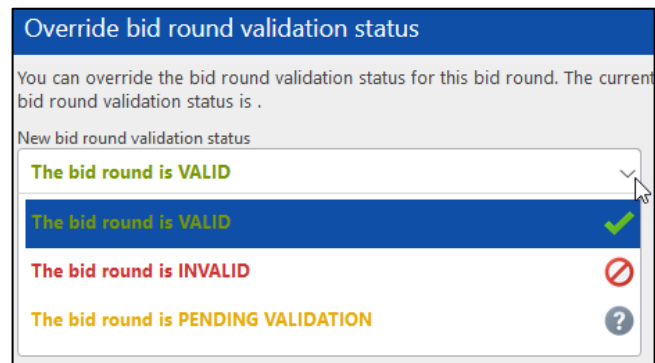 Override bid round validation status
You can override the bid round validation status for this bid round. The current
bid round validation status is .
New bid round validation status
The bid round is VALID
The bid round is VALID
The bid round is INVALID
The bid round is PENDING VALIDATION